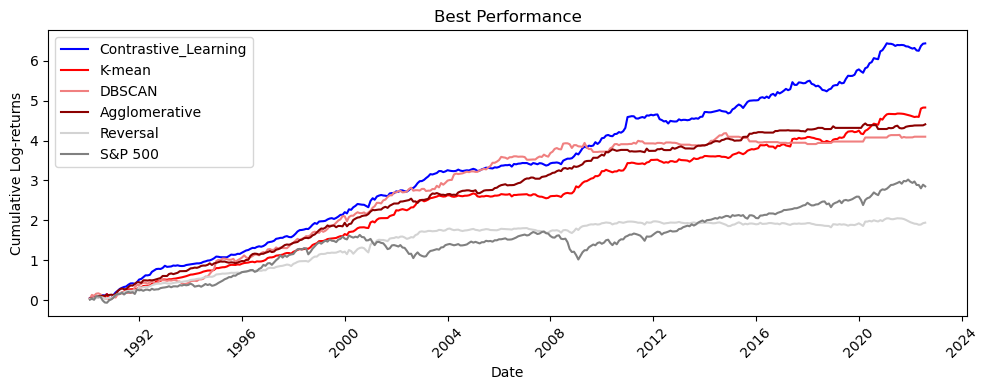 Best Performance
Contrastive_Learning
K-mean
DBSCAN
Agglomerative
Reversal
S&P 500
Cumulative Log-returns
6
5
4
3
2
1
0
1992
1996
2000
2004
2008
2012
2016
2020
2024
Date